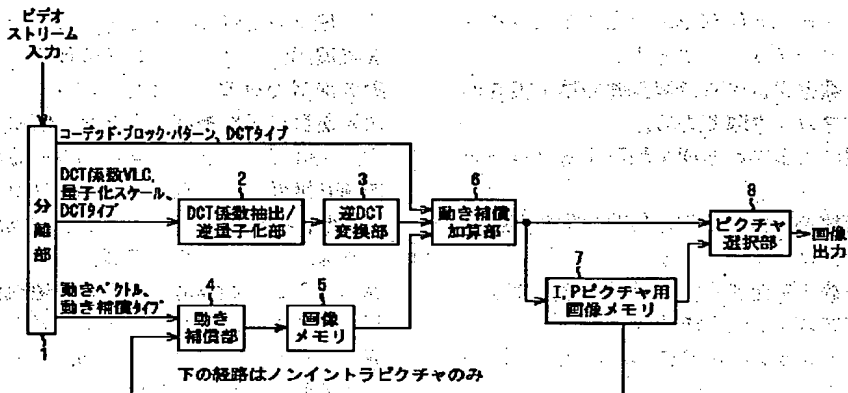 ビデオ
ストリーム
入力
コーデッド・ブロック・パターン、DCTタイプ
DCT係数VLC,
量子化スケール、
DCTタイプ
分離部
1
2
DCT係数抽出/
逆量子化部
3
逆DCT
変換部
6
動き補償
加算部
8
ピクチャ
選択部
画像
出力
7
I,Pピクチャ用
画像メモリ
動きベクトル、
動き補償タイプ
4
動き
補償部
5
画像
メモリ
下の経路はノンイントラピクチャのみ